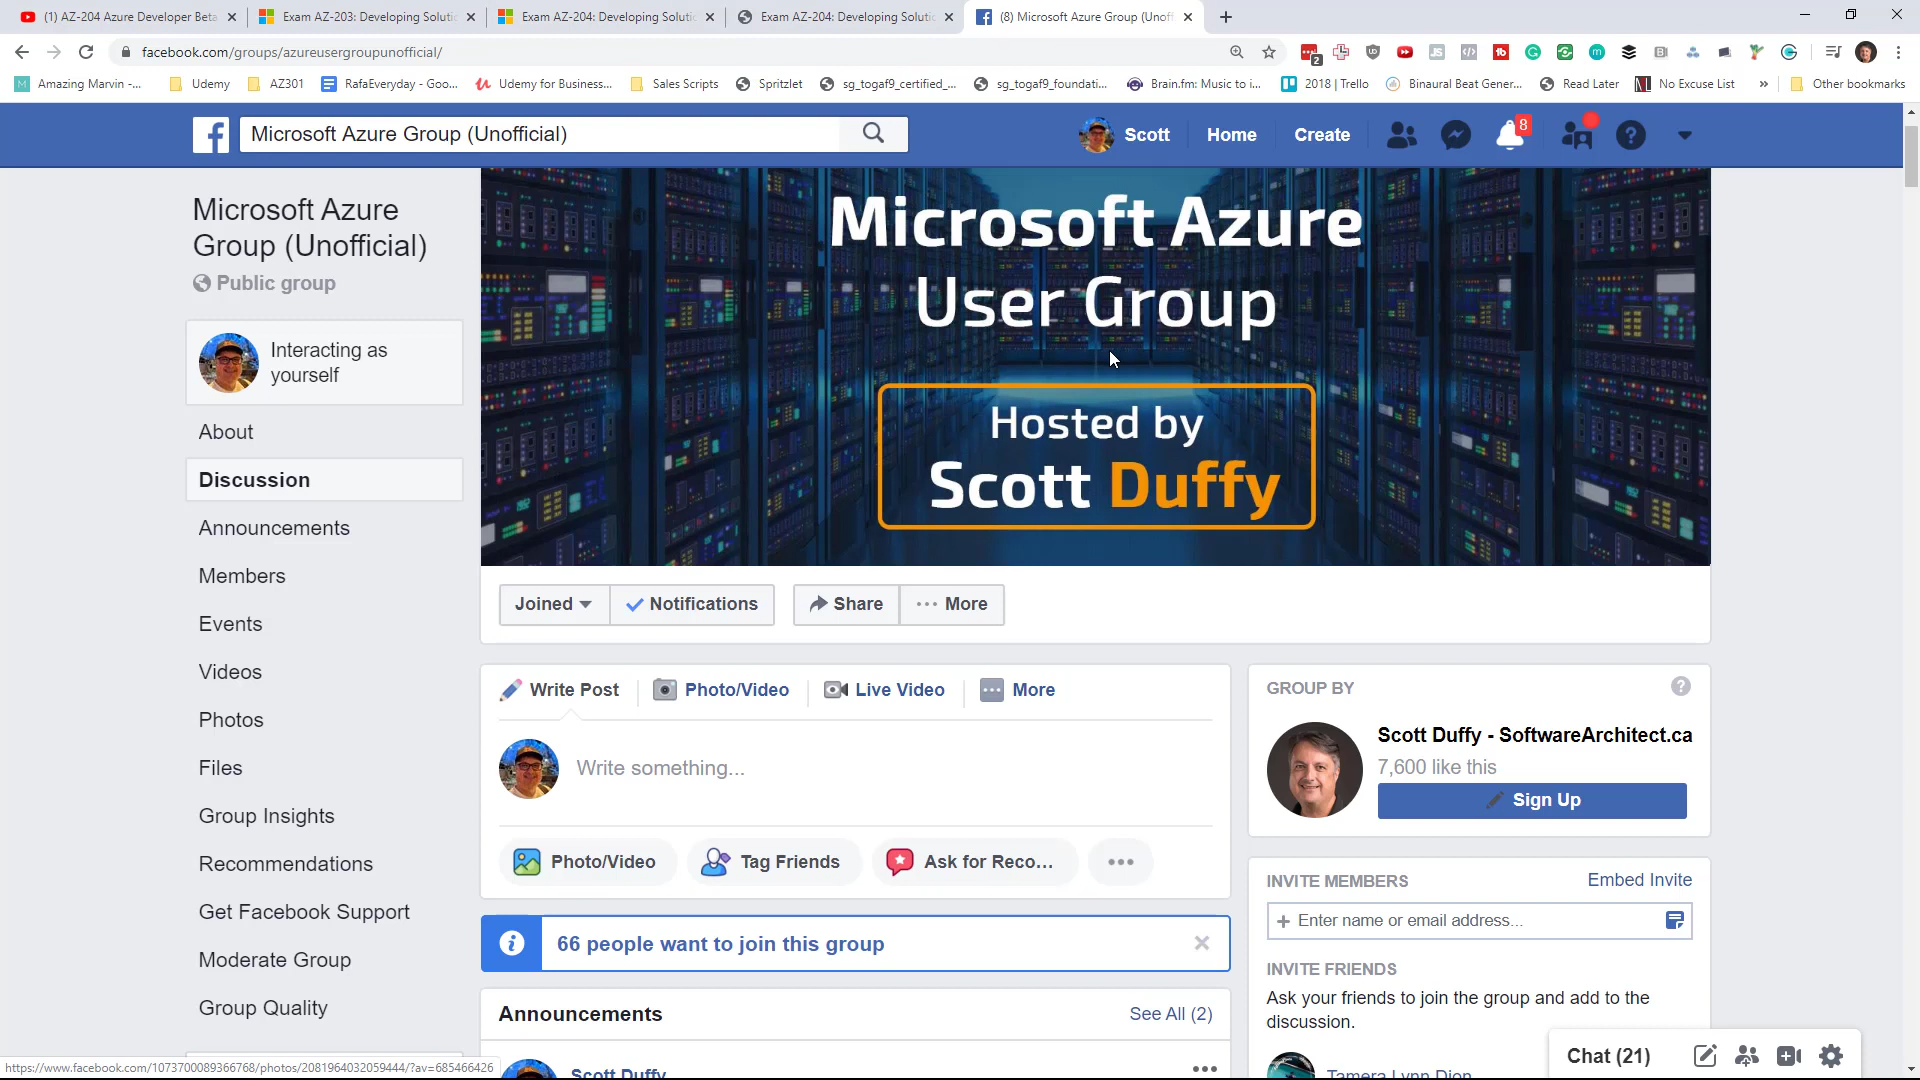 (1) AZ-204 Azure Developer Beta
Exam AZ-203: Developing Soluti
Exam AZ-204: Developing Soluti
Exam AZ-204: Developing Soluti
(8) Microsoft Azure Group (Unoff
facebook.com/groups/azureusergroupunofficial/
2
Amazing Marvin -...
Udemy
AZ301
RafaEveryday - Goo...
Udemy for Business...
Sales Scripts
Spritzlet
sg_togaf9_certified_...
sg_togaf9_foundati...
Brain.fm: Music to i...
2018 | Trello
Binaural Beat Gener...
Read Later
No Excuse List
»
Other bookmarks
Microsoft Azure Group (Unofficial)
Scott
Home
Create
8
Microsoft Azure
Group (Unofficial)
Public group
Interacting as
yourself
About
Discussion
Announcements
Members
Events
Videos
Photos
Files
Group Insights
Recommendations
Get Facebook Support
Moderate Group
Group Quality
Microsoft Azure
User Group
Hosted by
Scott Duffy
Joined
Notifications
Share
More
Write Post
Photo/Video
Live Video
More
Write something...
Photo/Video
Tag Friends
Ask for Reco...
66 people want to join this group
Announcements
See All (2)
Scott Duffy
GROUP BY
Scott Duffy - SoftwareArchitect.ca
7,600 like this
Sign Up
INVITE MEMBERS
Embed Invite
Enter name or email address...
INVITE FRIENDS
Ask your friends to join the group and add to the
discussion.
Tamera Lynn Dion
Chat (21)
https://www.facebook.com/1073700089366768/photos/2081964032059444/?av=685466426